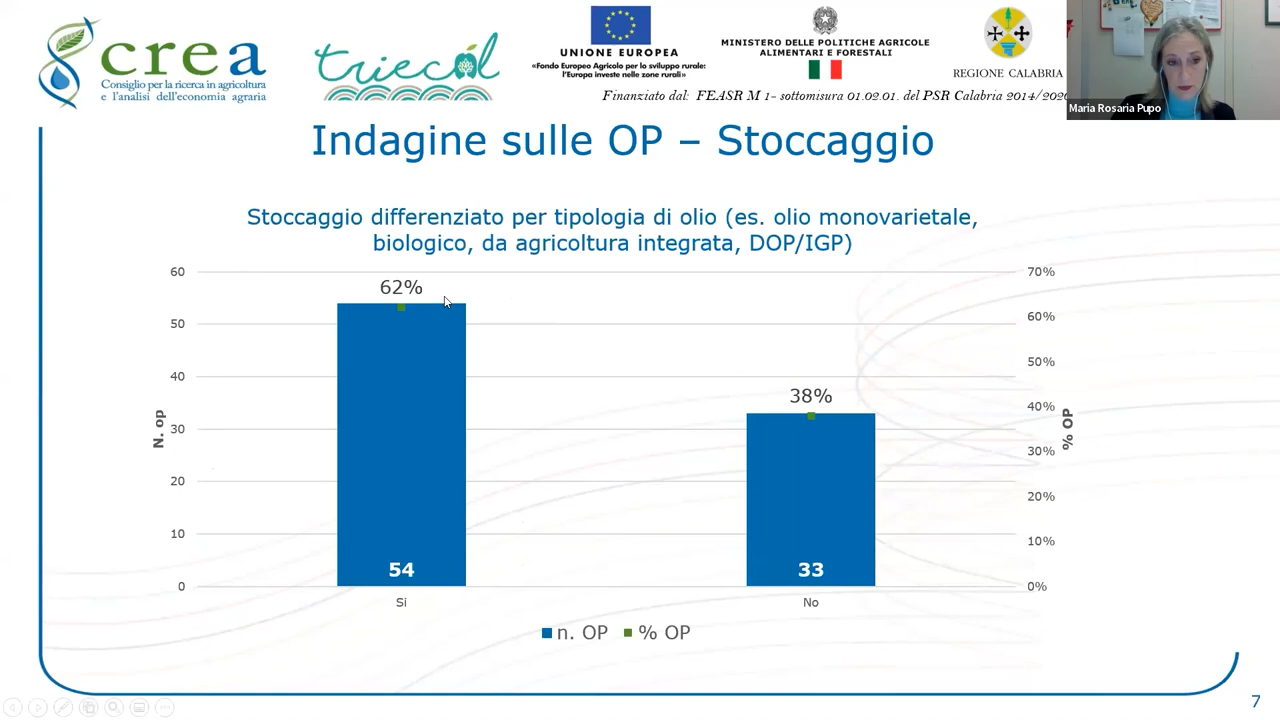 crea
Consiglio per la ricerca in agricoltura
e l'analisi dell'economia agraria
triecol
UNIONE EUROPEA
«Fondo Europeo Agricolo per lo sviluppo rurale:
l'Europa investe nelle zone rurali»
MINISTERO DELLE POLITICHE AGRICOLE
ALIMENTARI E FORESTALI
REGIONE CALABRIA
Finanziato dal: FEASR M 1- sottomisura 01.02.01. del PSR Calabria 2014/2020
Maria Rosaria Pupo
Indagine sulle OP – Stoccaggio
Stoccaggio differenziato per tipologia di olio (es. olio monovarietale,
biologico, da agricoltura integrata, DOP/IGP)
60
50
40
30
20
10
0
N. op
62%
54
Si
38%
33
No
70%
60%
50%
40%
30%
20%
10%
0%
% OP
n. OP % OP
7